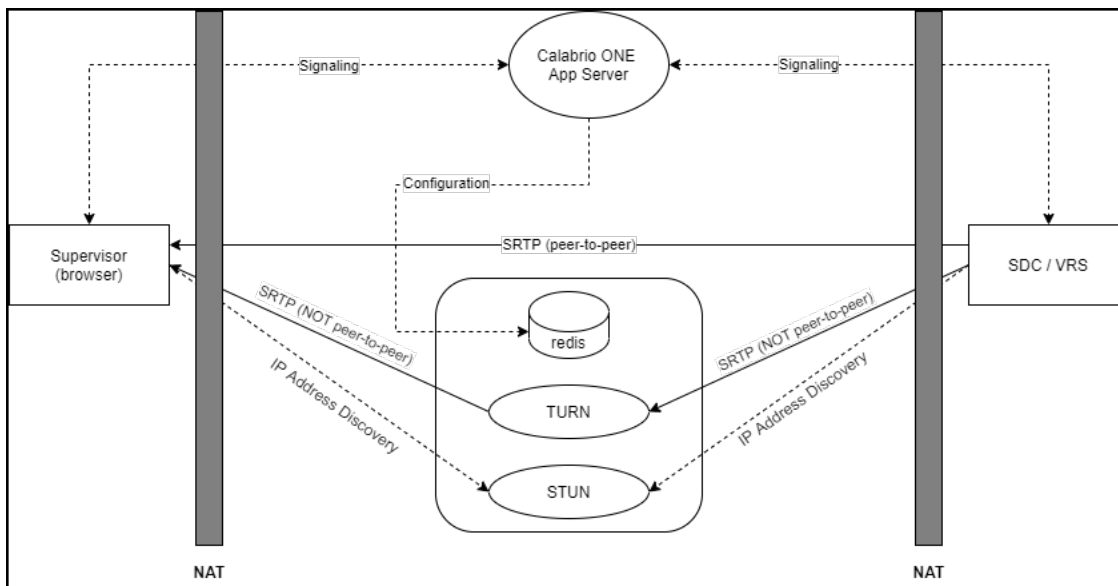 Calabrio ONE
App Server
Signaling
Signaling
Configuration
SRTP (peer-to-peer)
Supervisor
(browser)
SDC / VRS
SRTP (NOT peer-to-peer)
SRTP (NOT peer-to-peer)
redis
IP Address Discovery
IP Address Discovery
TURN
STUN
NAT
NAT